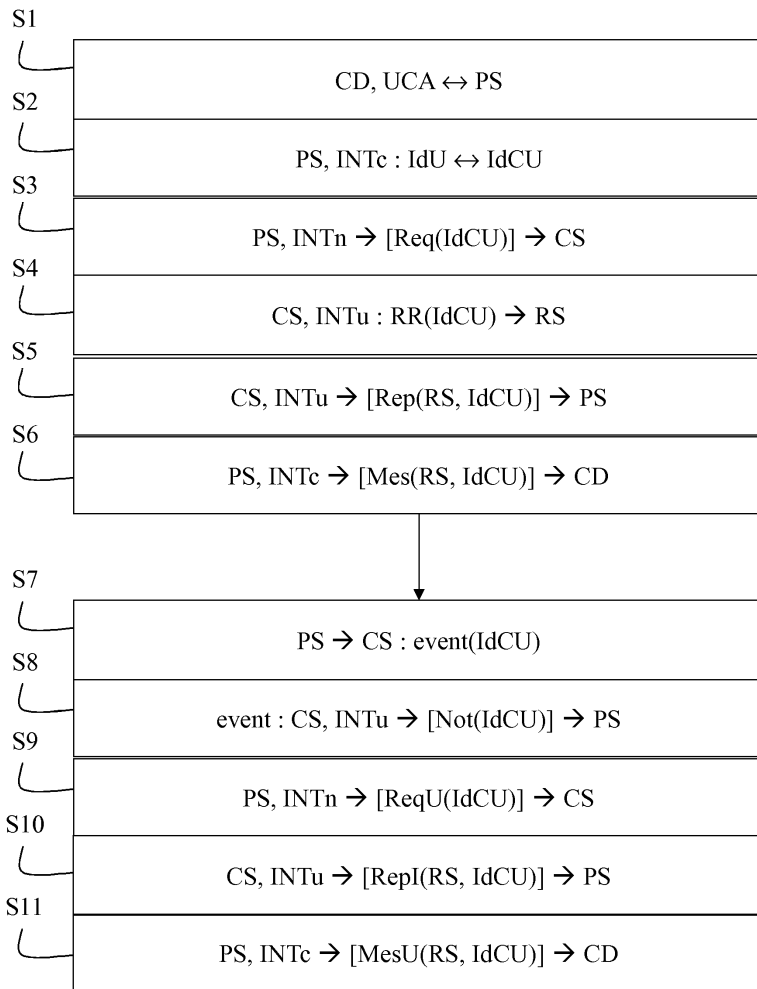 S1
CD, UCA ↔ PS
S2
PS, INTc : IdU ↔ IdCU
S3
PS, INTn → [Req(IdCU)] → CS
S4
CS, INTu : RR(IdCU) → RS
S5
CS, INTu → [Rep(RS, IdCU)] → PS
S6
PS, INTc → [Mes(RS, IdCU)] → CD
S7
PS → CS : event(IdCU)
S8
event : CS, INTu → [Not(IdCU)] → PS
S9
PS, INTn → [ReqU(IdCU)] → CS
S10
CS, INTu → [RepI(RS, IdCU)] → PS
S11
PS, INTc → [MesU(RS, IdCU)] → CD